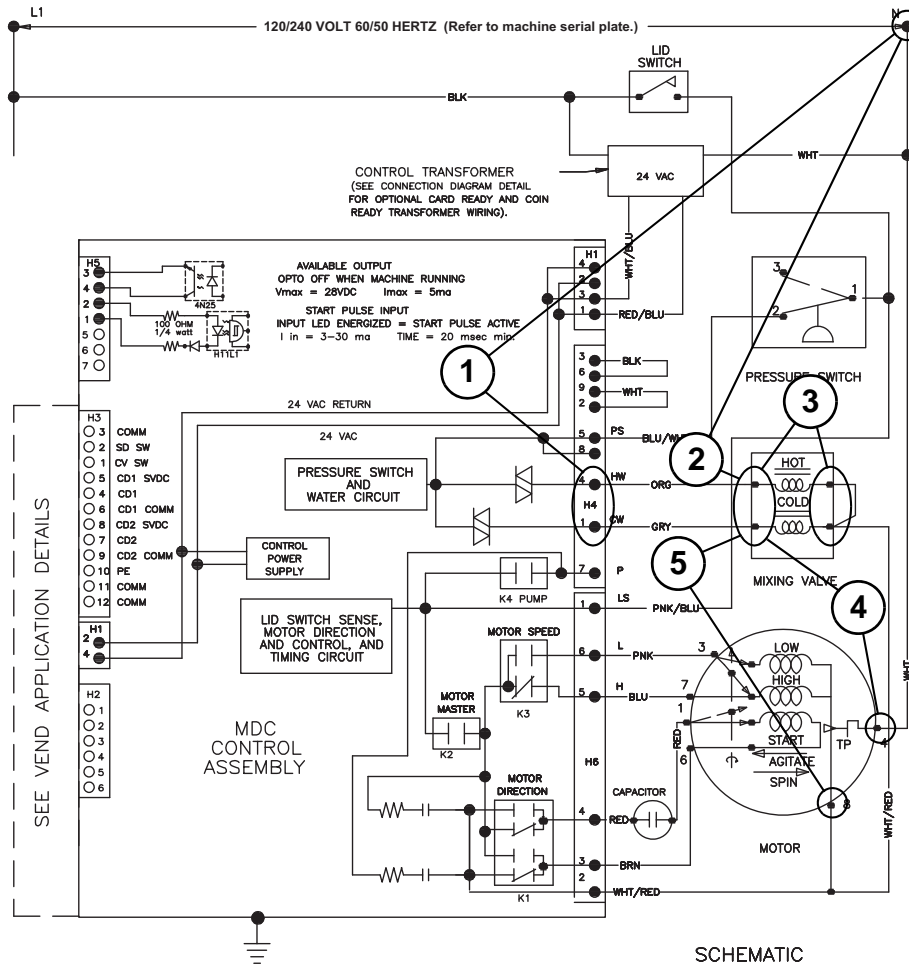 L1
120/240 VOLT 60/50 HERTZ (Refer to machine serial plate.)
N
LID
SWITCH
BLK
WHT
CONTROL TRANSFORMER
(SEE CONNECTION DIAGRAM DETAIL
FOR OPTIONAL CARD READY AND COIN
READY TRANSFORMER WIRING).
24 VAC
WHT/BLU
RED/BLU
H1
4
2
3
1
H5
3
4
2
1
5
6
7
4N25
100 OHM
1/4 watt
H11L1
AVAILABLE OUTPUT
OPTO OFF WHEN MACHINE RUNNING
Vmax = 28VDC Imax = 5ma
START PULSE INPUT
INPUT LED ENERGIZED = START PULSE ACTIVE
I in = 3-30 ma TIME = 20 msec min.
3
1
2
PRESSURE SWITCH
1
2
3
4
5
3
6
9
2
BLK
WHT
24 VAC RETURN
24 VAC
5 PS
8
BLU/WH
PRESSURE SWITCH
AND
WATER CIRCUIT
4 HW ORG
H4
1 CW GRY
7 P
HOT
COLD
MIXING VALVE
SEE VEND APPLICATION DETAILS
H3
3 COMM
2 SD SW
1 CV SW
5 CD1 SVDC
4 CD1
6 CD1 COMM
8 CD2 SVDC
7 CD2
9 CD2 COMM
10 PE
11 COMM
12 COMM
CONTROL
POWER
SUPPLY
K4 PUMP
LID SWITCH SENSE,
MOTOR DIRECTION
AND CONTROL, AND
TIMING CIRCUIT
1 LS PNK/BLU
H1
2
4
H2
1
2
3
4
5
6
MDC
CONTROL
ASSEMBLY
MOTOR SPEED
K3
MOTOR
MASTER
K2
MOTOR
DIRECTION
K1
6 L PNK
5 H BLU
H6
4 RED
3 BRN
2
WHT/RED
CAPACITOR
RED
3
7
1
6
LOW
HIGH
START
AGITATE
SPIN
TP
4
8
MOTOR
WHT
WHT/RED
SCHEMATIC